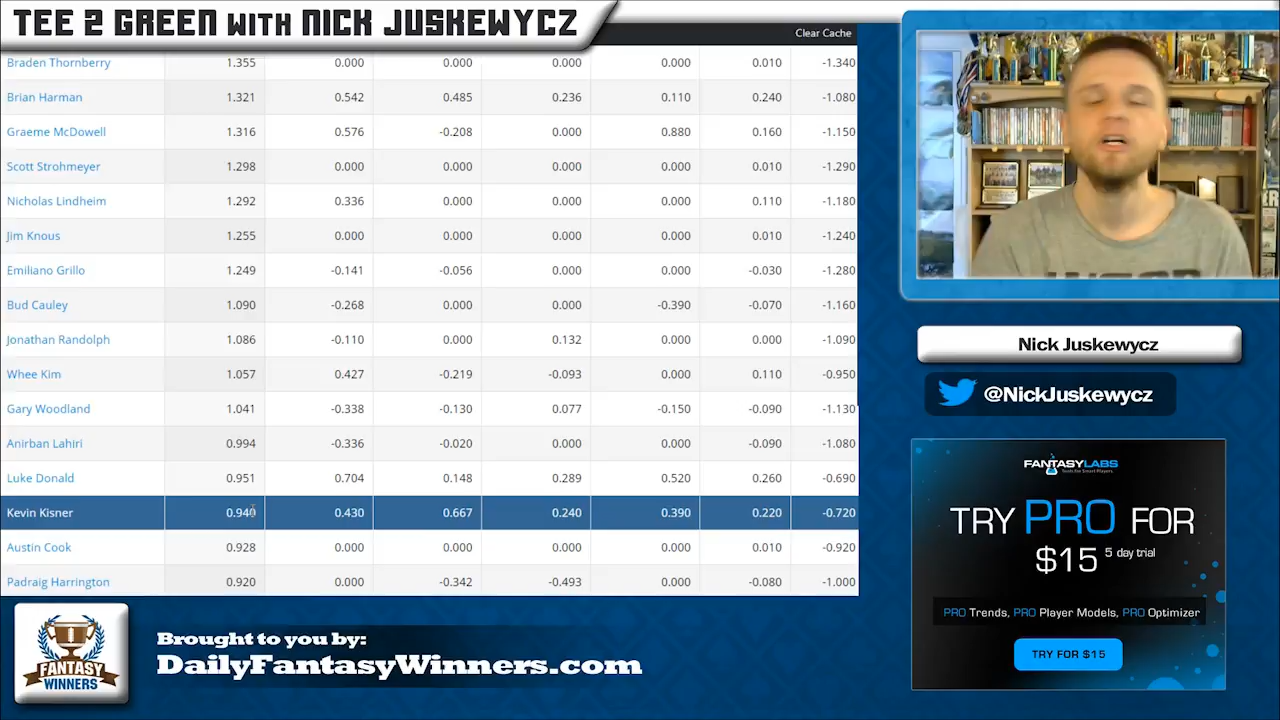 TEE 2 GREEN WITH NICK JUSKEWYCZ
Clear Cache
Braden Thornberry 1.355 0.000 0.000 0.000 0.000 0.010 -1.340
Brian Harman 1.321 0.542 0.485 0.236 0.110 0.240 -1.080
Graeme McDowell 1.316 0.576 -0.208 0.000 0.880 0.160 -1.150
Scott Strohmeyer 1.298 0.000 0.000 0.000 0.000 0.010 -1.290
Nicholas Lindheim 1.292 0.336 0.000 0.000 0.000 0.110 -1.180
Jim Knous 1.255 0.000 0.000 0.000 0.000 0.010 -1.240
Emiliano Grillo 1.249 -0.141 -0.056 0.000 0.000 -0.030 -1.280
Bud Cauley 1.090 -0.268 0.000 0.000 -0.390 -0.070 -1.160
Jonathan Randolph 1.086 -0.110 0.000 0.132 0.000 0.000 -1.090
Whee Kim 1.057 0.427 -0.219 -0.093 0.000 0.110 -0.950
Gary Woodland 1.041 -0.338 -0.130 0.077 -0.150 -0.090 -1.130
Anirban Lahiri 0.994 -0.336 -0.020 0.000 0.000 -0.090 -1.080
Luke Donald 0.951 0.704 0.148 0.289 0.520 0.260 -0.690
Kevin Kisner 0.940 0.430 0.667 0.240 0.390 0.220 -0.720
Austin Cook 0.928 0.000 0.000 0.000 0.000 0.010 -0.920
Padraig Harrington 0.920 0.000 -0.342 -0.493 0.000 -0.080 -1.000
Nick Juskewycz
@NickJuskewycz
FANTASYLABS
Tools For Smart Players.
TRY PRO FOR
$15 5 day trial
PRO Trends, PRO Player Models, PRO Optimizer
TRY FOR $15
1
FANTASY
WINNERS
Brought to you by:
DailyFantasyWinners.com